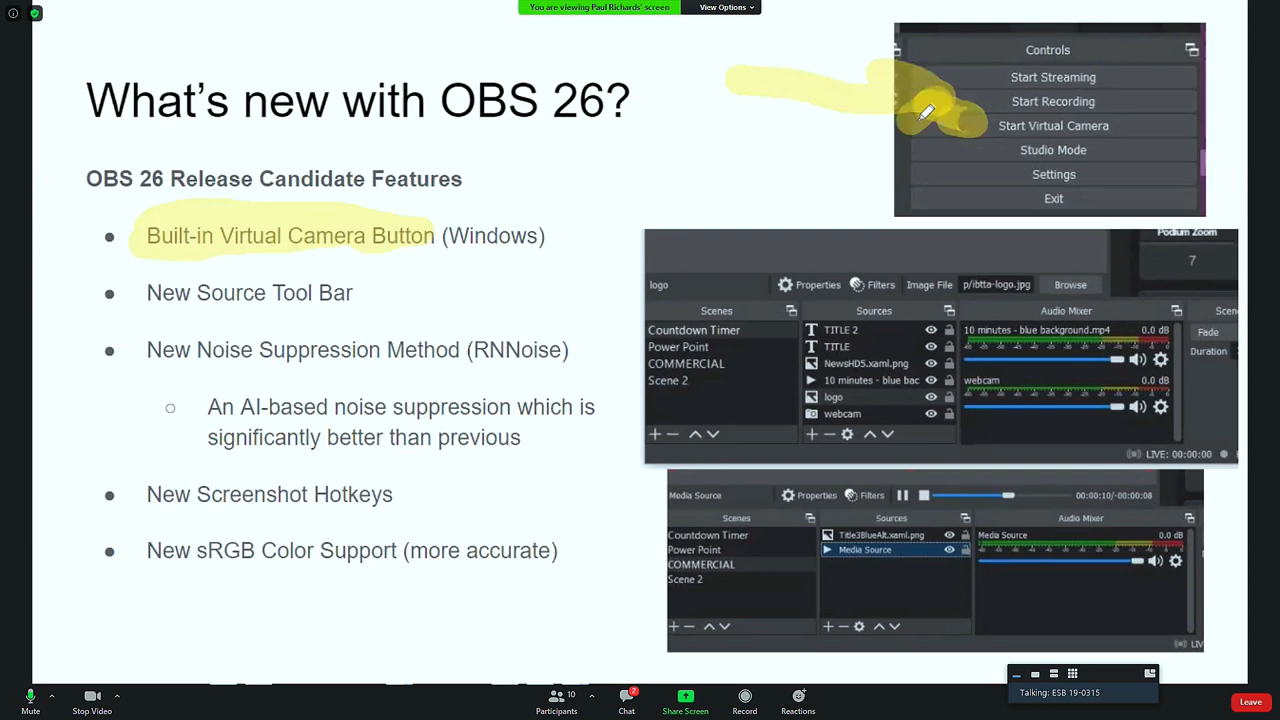 You are viewing Paul Richards' screen
View Options
What's new with OBS 26?
OBS 26 Release Candidate Features
Built-in Virtual Camera Button (Windows)
New Source Tool Bar
New Noise Suppression Method (RNNoise)
An AI-based noise suppression which is
significantly better than previous
New Screenshot Hotkeys
New sRGB Color Support (more accurate)
Controls
Start Streaming
Start Recording
Start Virtual Camera
Studio Mode
Settings
Exit
Podium Zoom
7
logo Properties Filters Image File p/ibtta-logo.jpg Browse
Scenes Sources Audio Mixer
Countdown Timer
Power Point
COMMERCIAL
Scene 2
TITLE 2
TITLE
NewsHD5.xaml.png
10 minutes - blue bac
logo
webcam
10 minutes - blue background.mp4 0.0 dB
webcam 0.0 dB
Fade
Duration
LIVE: 00:00:00
Media Source Properties Filters 00:00:10/-00:00:08
Scenes Sources Audio Mixer
Countdown Timer
Power Point
COMMERCIAL
Scene 2
Title3BlueAlt.xaml.png
Media Source
Media Source 0.0 dB
LIV
Talking: ESB 19-0315
Mute
Stop Video
10
Participants
2
Chat
Share Screen
Record
Reactions
Leave